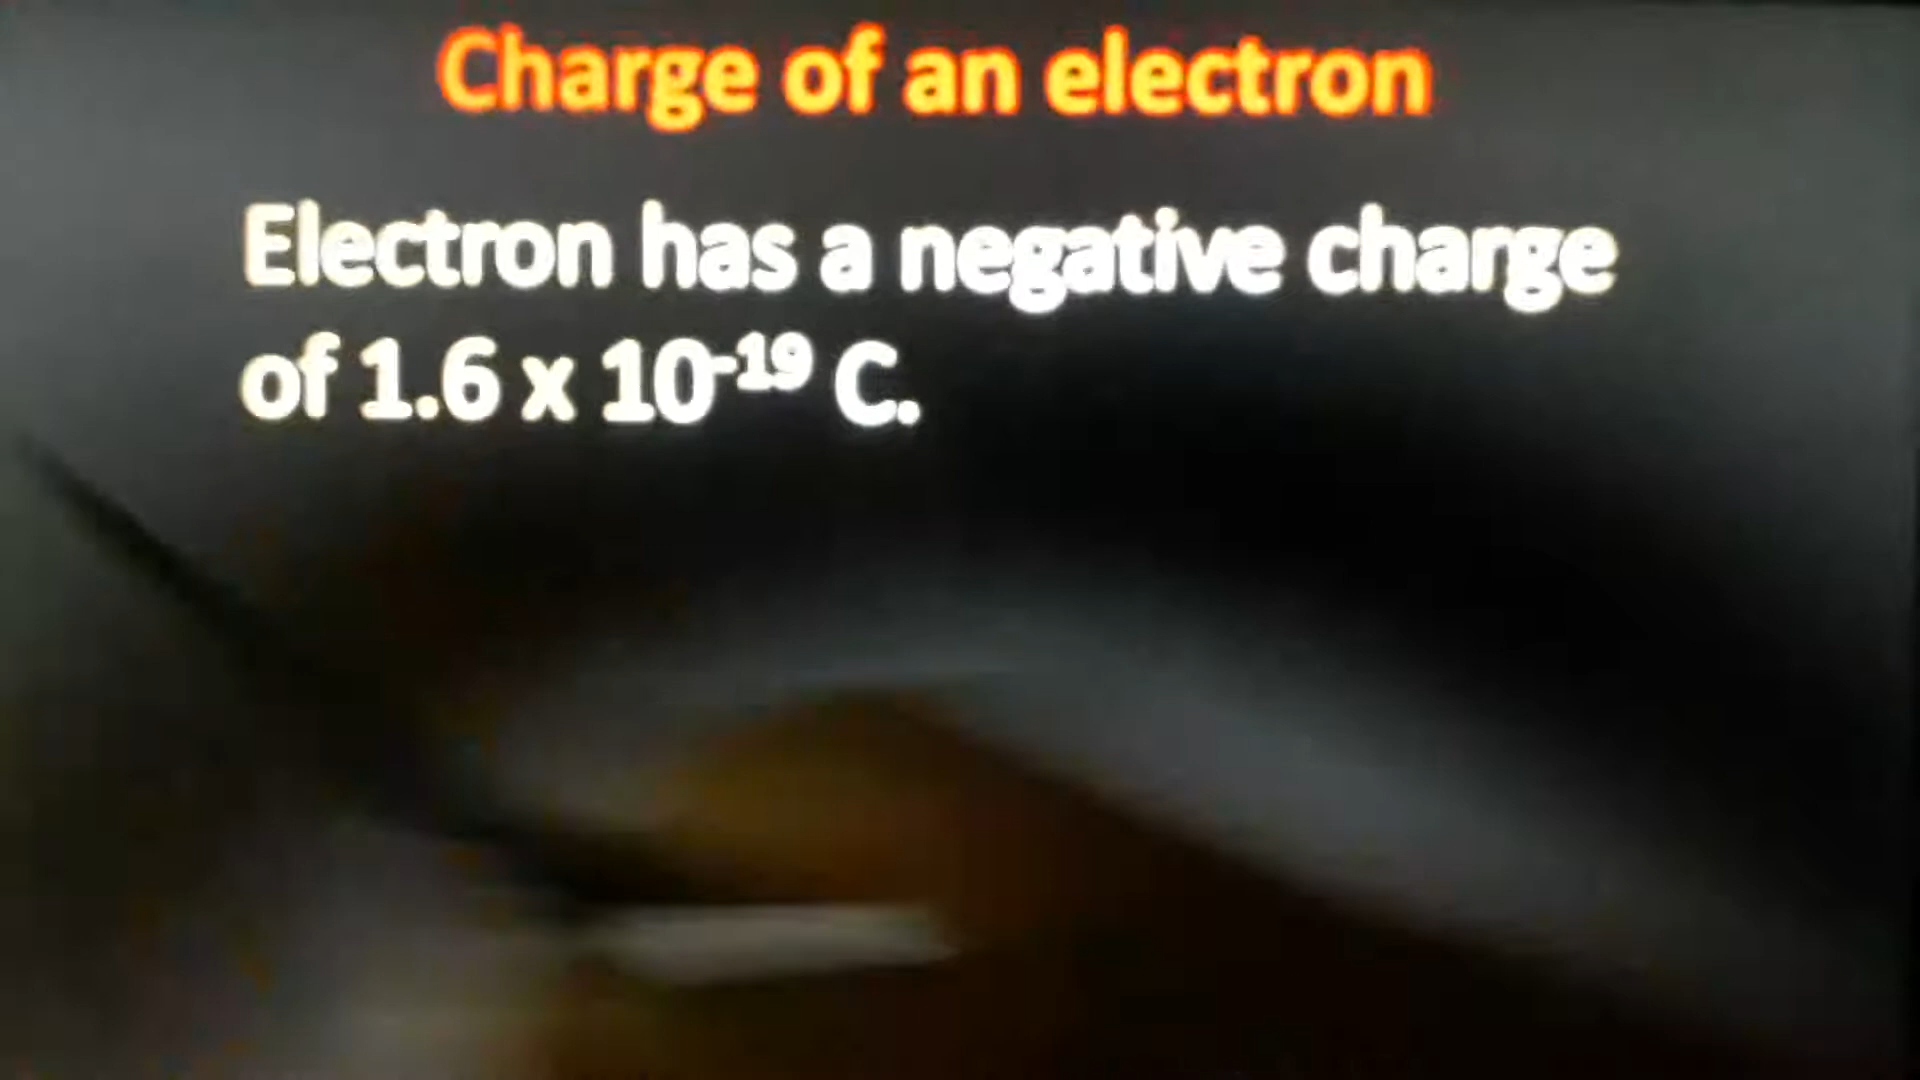 Charge of an electron
Electron has a negative charge
of 1.6 x 10⁻¹⁹ C.